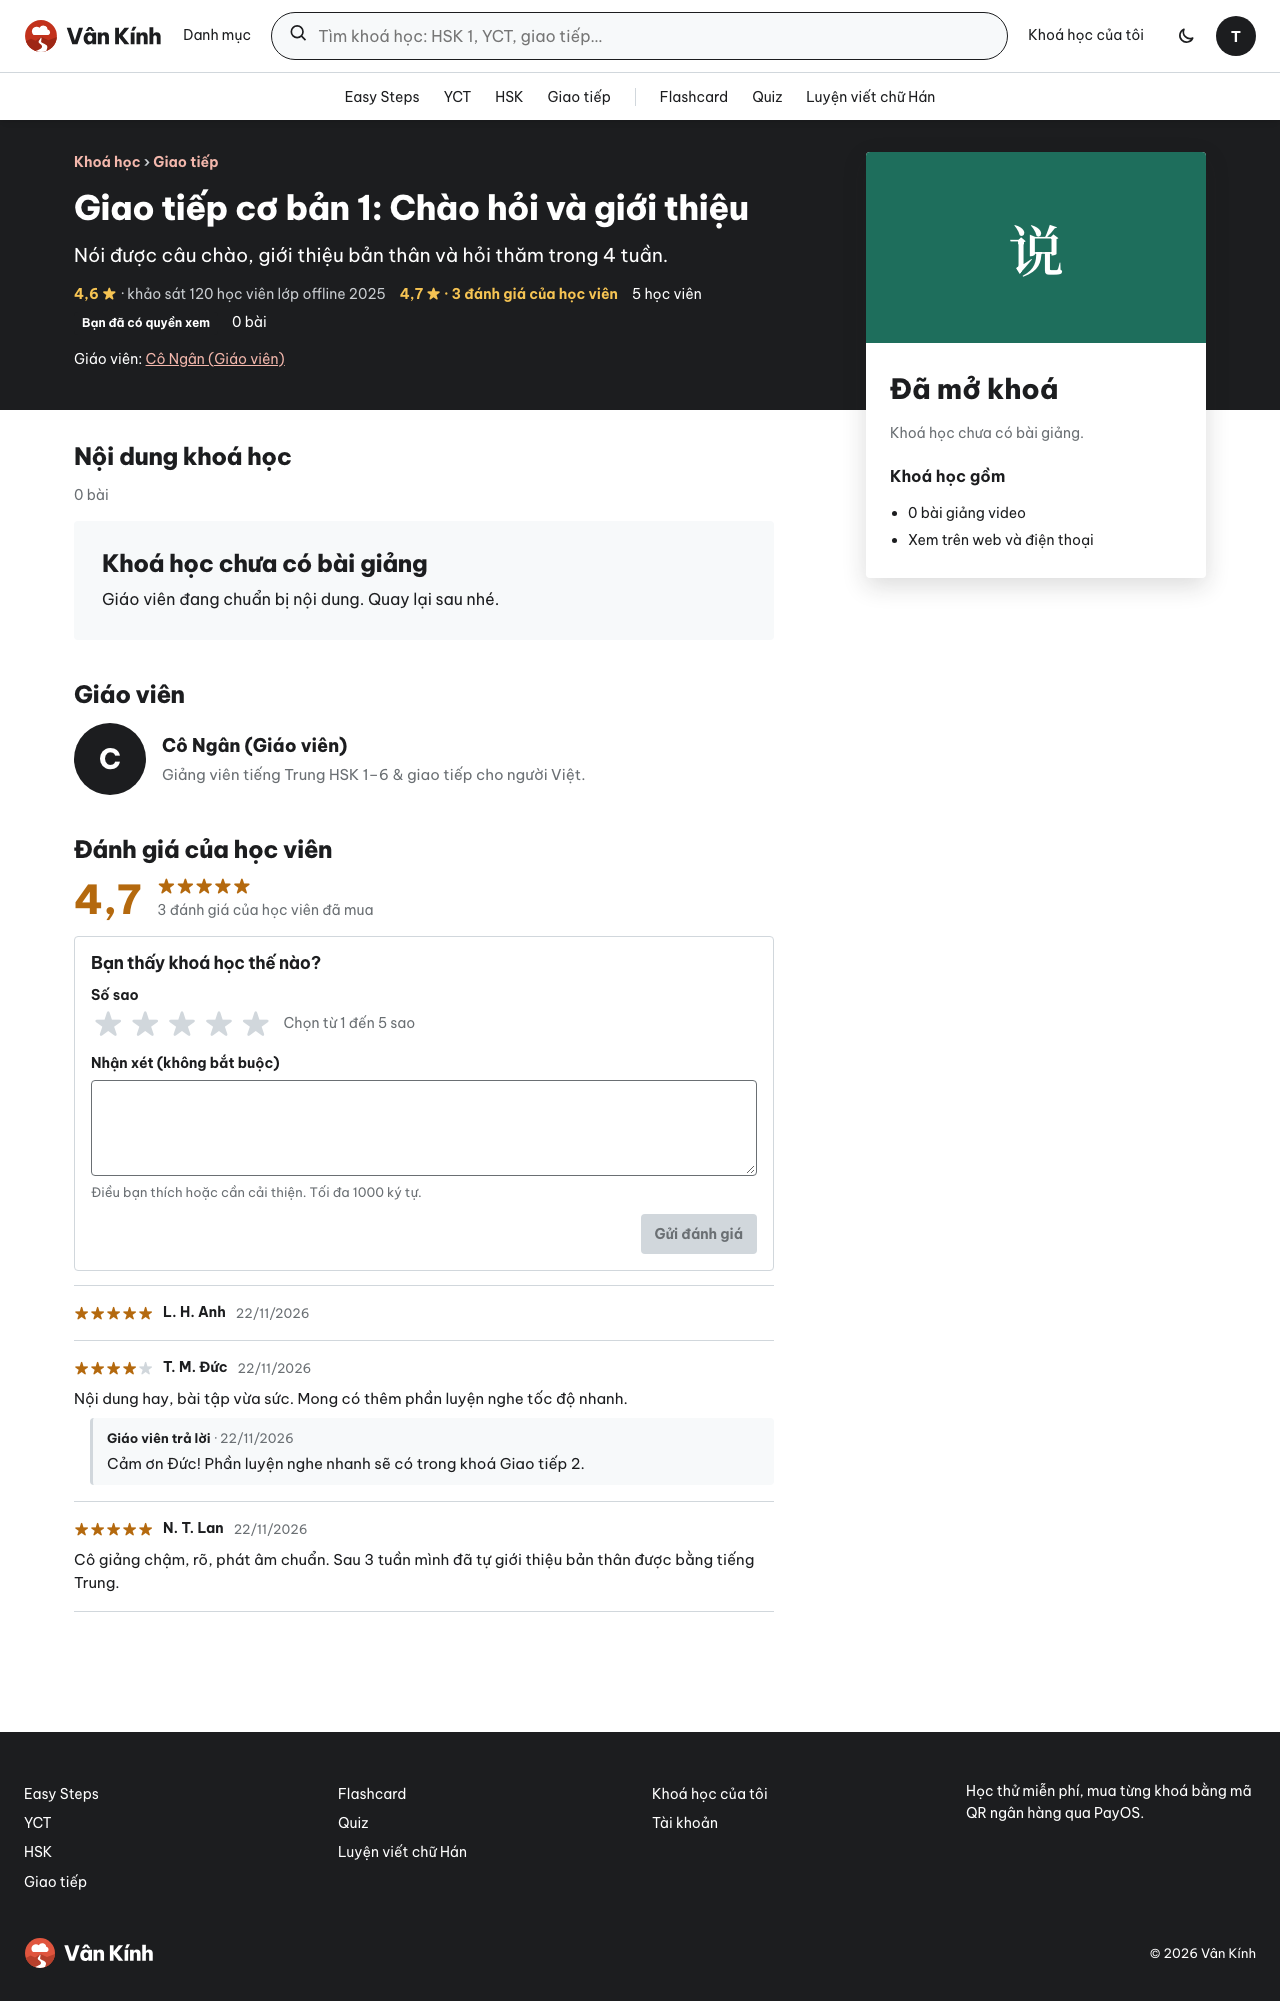 Vân Kính
Danh mục
Tìm khoá học: HSK 1, YCT, giao tiếp...
Khoá học của tôi
T
Easy Steps
YCT
HSK
Giao tiếp
Flashcard
Quiz
Luyện viết chữ Hán
Khoá học › Giao tiếp
Giao tiếp cơ bản 1: Chào hỏi và giới thiệu
Nói được câu chào, giới thiệu bản thân và hỏi thăm trong 4 tuần.
4,6 ★ · khảo sát 120 học viên lớp offline 2025 4,7 ★ · 3 đánh giá của học viên 5 học viên
Bạn đã có quyền xem 0 bài
Giáo viên: Cô Ngân (Giáo viên)
说
Đã mở khoá
Khoá học chưa có bài giảng.
Khoá học gồm
• 0 bài giảng video
• Xem trên web và điện thoại
Nội dung khoá học
0 bài
Khoá học chưa có bài giảng
Giáo viên đang chuẩn bị nội dung. Quay lại sau nhé.
Giáo viên
C
Cô Ngân (Giáo viên)
Giảng viên tiếng Trung HSK 1–6 & giao tiếp cho người Việt.
Đánh giá của học viên
4,7
★★★★★
3 đánh giá của học viên đã mua
Bạn thấy khoá học thế nào?
Số sao
★★★★★ Chọn từ 1 đến 5 sao
Nhận xét (không bắt buộc)
Điều bạn thích hoặc cần cải thiện. Tối đa 1000 ký tự.
Gửi đánh giá
★★★★★ L. H. Anh 22/11/2026
★★★★★ T. M. Đức 22/11/2026
Nội dung hay, bài tập vừa sức. Mong có thêm phần luyện nghe tốc độ nhanh.
Giáo viên trả lời · 22/11/2026
Cảm ơn Đức! Phần luyện nghe nhanh sẽ có trong khoá Giao tiếp 2.
★★★★★ N. T. Lan 22/11/2026
Cô giảng chậm, rõ, phát âm chuẩn. Sau 3 tuần mình đã tự giới thiệu bản thân được bằng tiếng
Trung.
Easy Steps
YCT
HSK
Giao tiếp
Flashcard
Quiz
Luyện viết chữ Hán
Khoá học của tôi
Tài khoản
Học thử miễn phí, mua từng khoá bằng mã
QR ngân hàng qua PayOS.
Vân Kính
© 2026 Vân Kính